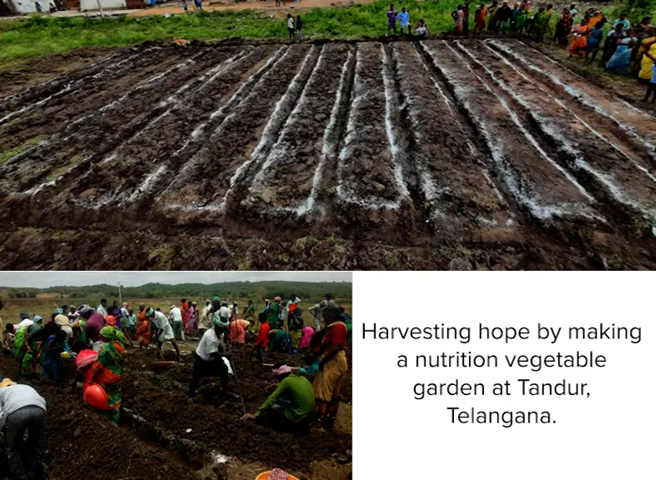 Harvesting hope by making
a nutrition vegetable
garden at Tandur,
Telangana.